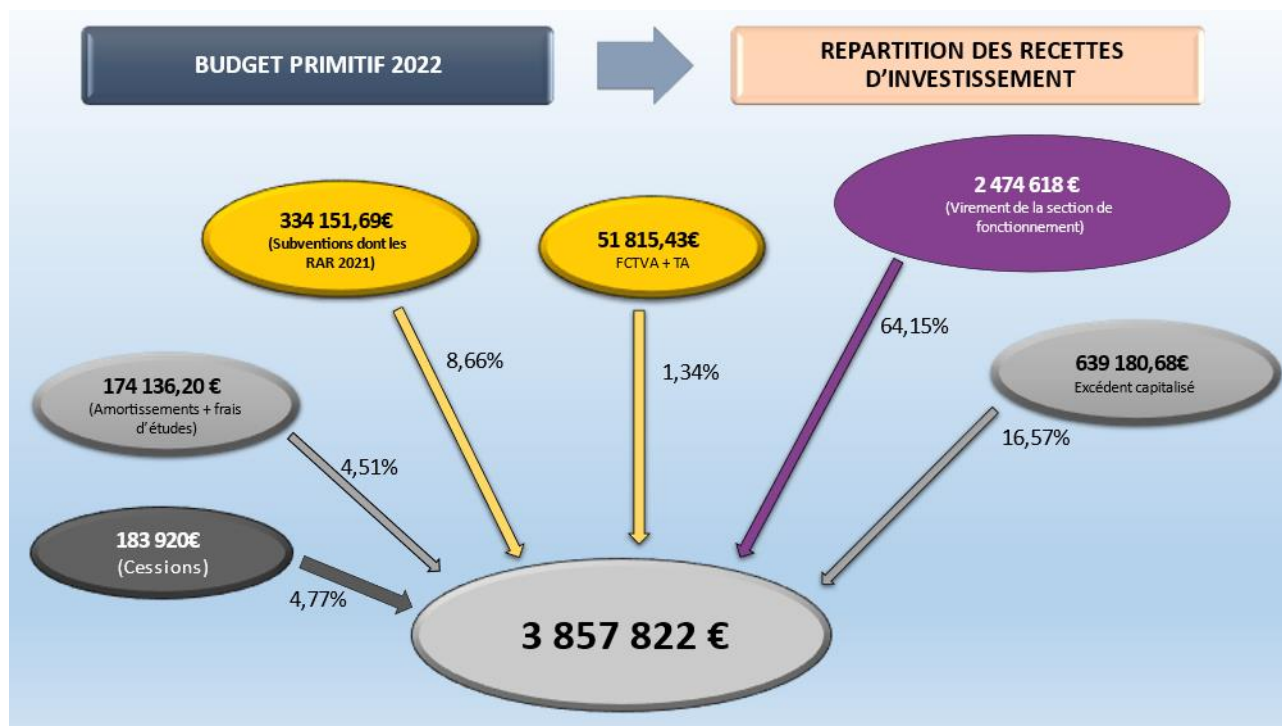 BUDGET PRIMITIF 2022
REPARTITION DES RECETTES
D’INVESTISSEMENT
334 151,69€
(Subventions dont les
RAR 2021)
51 815,43€
FCTVA + TA
2 474 618 €
(Virement de la section de
fonctionnement)
174 136,20 €
(Amortissements + frais
d’études)
639 180,68€
Excédent capitalisé
183 920€
(Cessions)
8,66%
1,34%
64,15%
16,57%
4,51%
4,77%
3 857 822 €